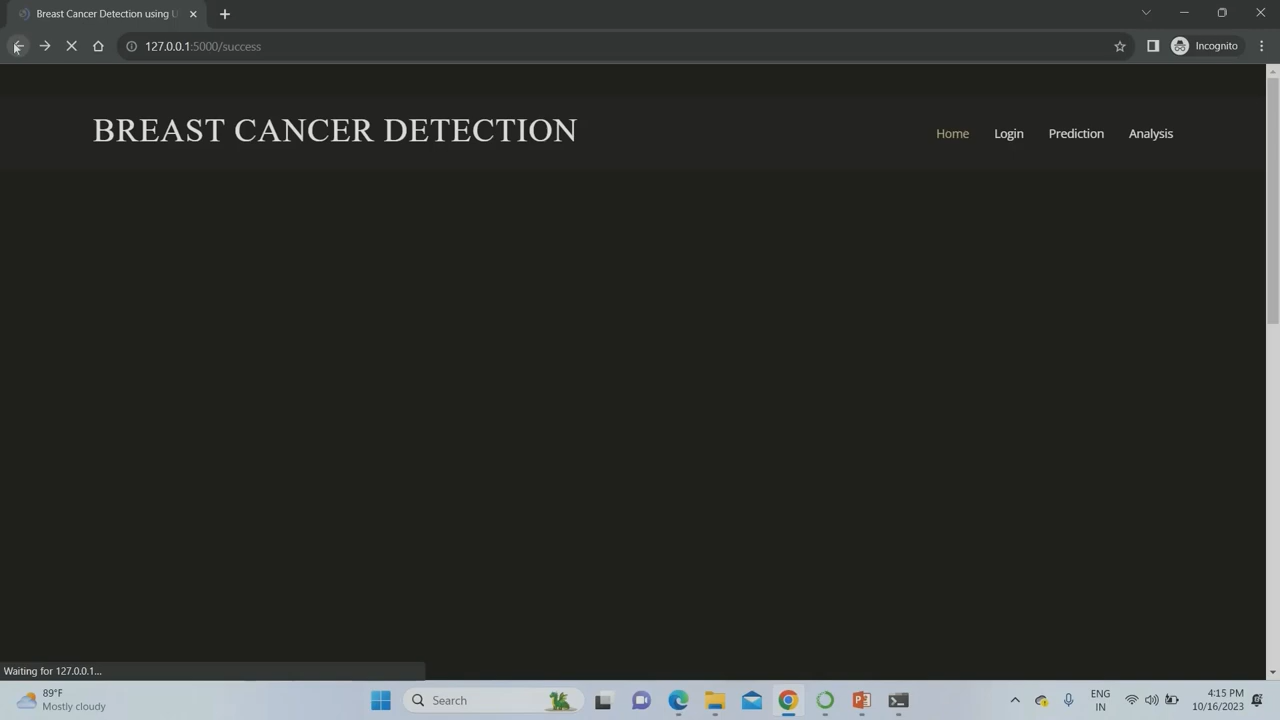 Breast Cancer Detection using U
127.0.0.1:5000/success
Incognito
BREAST CANCER DETECTION
Home Login Prediction Analysis
Waiting for 127.0.0.1...
89°F
Mostly cloudy
Search
ENG
IN
4:15 PM
10/16/2023